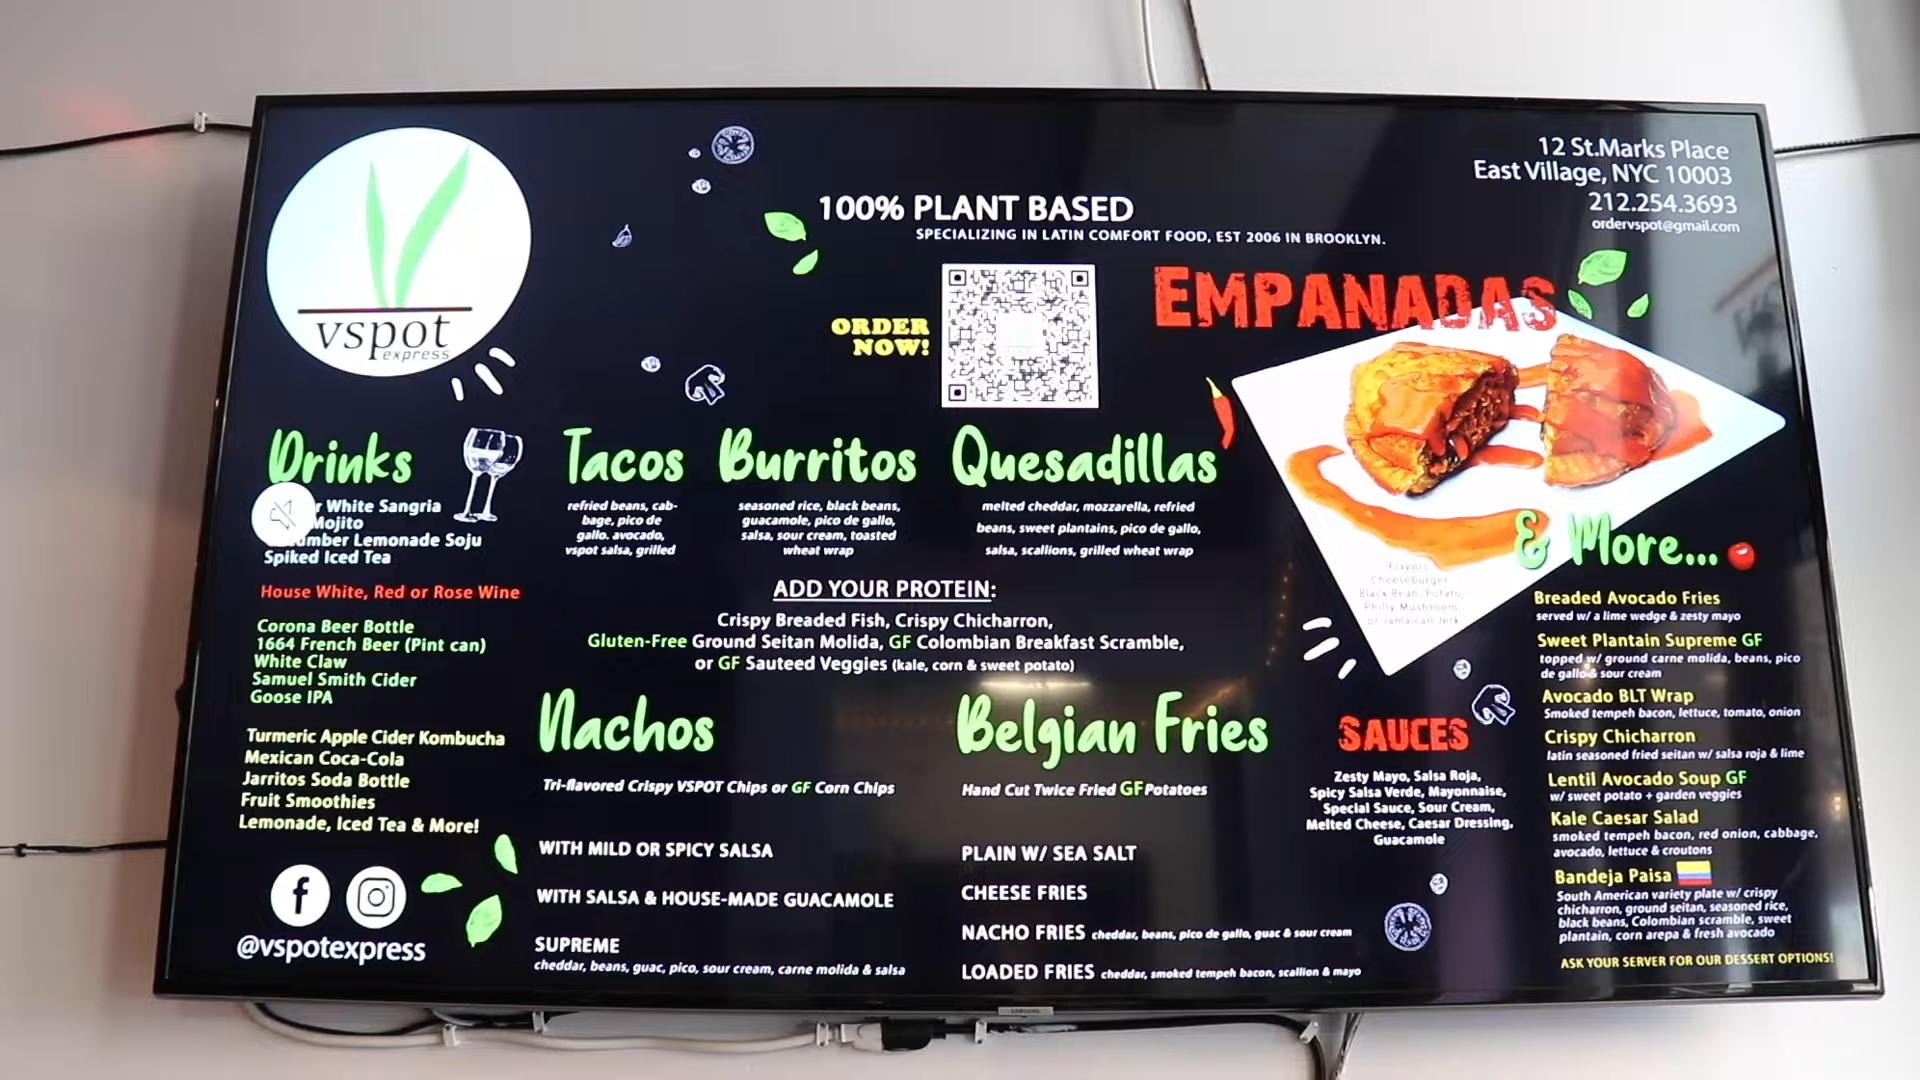 vspot
express
100% PLANT BASED
SPECIALIZING IN LATIN COMFORT FOOD, EST 2006 IN BROOKLYN.
12 St.Marks Place
East Village, NYC 10003
212.254.3693
ordervspot@gmail.com
ORDER
NOW!
EMPANADAS
Flavors:
Cheeseburger,
Black Bean, Potato,
Philly Mushroom,
or Jamaican Jerk
Drinks
White Sangria
Mojito
Lemonade Soju
Spiked Iced Tea
House White, Red or Rose Wine
Corona Beer Bottle
1664 French Beer (Pint can)
White Claw
Samuel Smith Cider
Goose IPA
Turmeric Apple Cider Kombucha
Mexican Coca-Cola
Jarritos Soda Bottle
Fruit Smoothies
Lemonade, Iced Tea & More!
@vspotexpress
Tacos
refried beans, cab-
bage, pico de
gallo. avocado,
vspot salsa, grilled
Burritos
seasoned rice, black beans,
guacamole, pico de gallo,
salsa, sour cream, toasted
wheat wrap
Quesadillas
melted cheddar, mozzarella, refried
beans, sweet plantains, pico de gallo,
salsa, scallions, grilled wheat wrap
ADD YOUR PROTEIN:
Crispy Breaded Fish, Crispy Chicharron,
Gluten-Free Ground Seitan Molida, GF Colombian Breakfast Scramble,
or GF Sauteed Veggies (kale, corn & sweet potato)
Nachos
Tri-flavored Crispy VSPOT Chips or GF Corn Chips
WITH MILD OR SPICY SALSA
WITH SALSA & HOUSE-MADE GUACAMOLE
SUPREME
cheddar, beans, guac, pico, sour cream, carne molida & salsa
Belgian Fries
Hand Cut Twice Fried GF Potatoes
PLAIN W/ SEA SALT
CHEESE FRIES
NACHO FRIES cheddar, beans, pico de gallo, guac & sour cream
LOADED FRIES cheddar, smoked tempeh bacon, scallion & mayo
SAUCES
Zesty Mayo, Salsa Roja,
Spicy Salsa Verde, Mayonnaise,
Special Sauce, Sour Cream,
Melted Cheese, Caesar Dressing,
Guacamole
& More...
Breaded Avocado Fries
served w/ a lime wedge & zesty mayo
Sweet Plantain Supreme GF
topped w/ ground carne molida, beans, pico
de gallo & sour cream
Avocado BLT Wrap
Smoked tempeh bacon, lettuce, tomato, onion
Crispy Chicharron
latin seasoned fried seitan w/ salsa roja & lime
Lentil Avocado Soup GF
w/ sweet potato + garden veggies
Kale Caesar Salad
smoked tempeh bacon, red onion, cabbage,
avocado, lettuce & croutons
Bandeja Paisa
South American variety plate w/ crispy
chicharron, ground seitan, seasoned rice,
black beans, Colombian scramble, sweet
plantain, corn arepa & fresh avocado
ASK YOUR SERVER FOR OUR DESSERT OPTIONS!
SAMSUNG